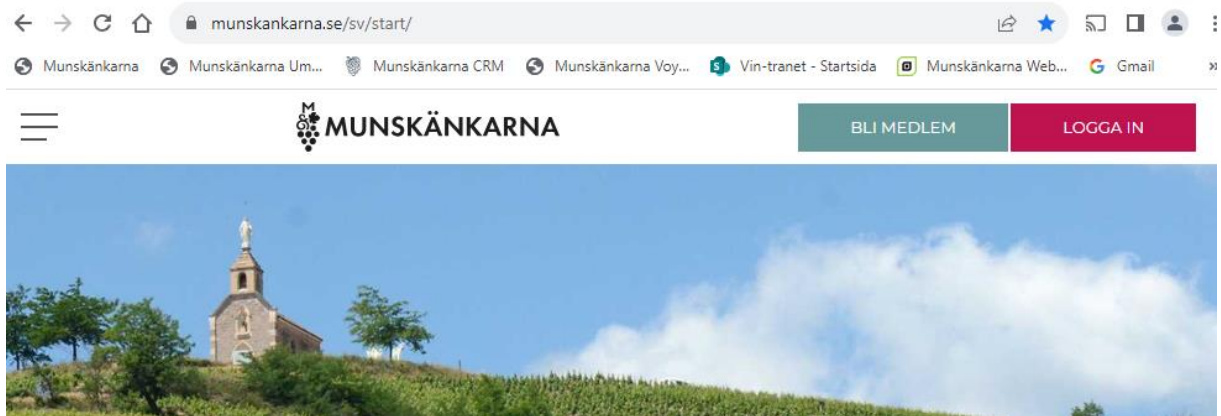 munskankarna.se/sv/start/
Munskänkarna Munskänkarna Um... Munskänkarna CRM Munskänkarna Voy... Vin-tranet - Startsida Munskänkarna Web... Gmail »
MUNSKÄNKARNA BLI MEDLEM LOGGA IN